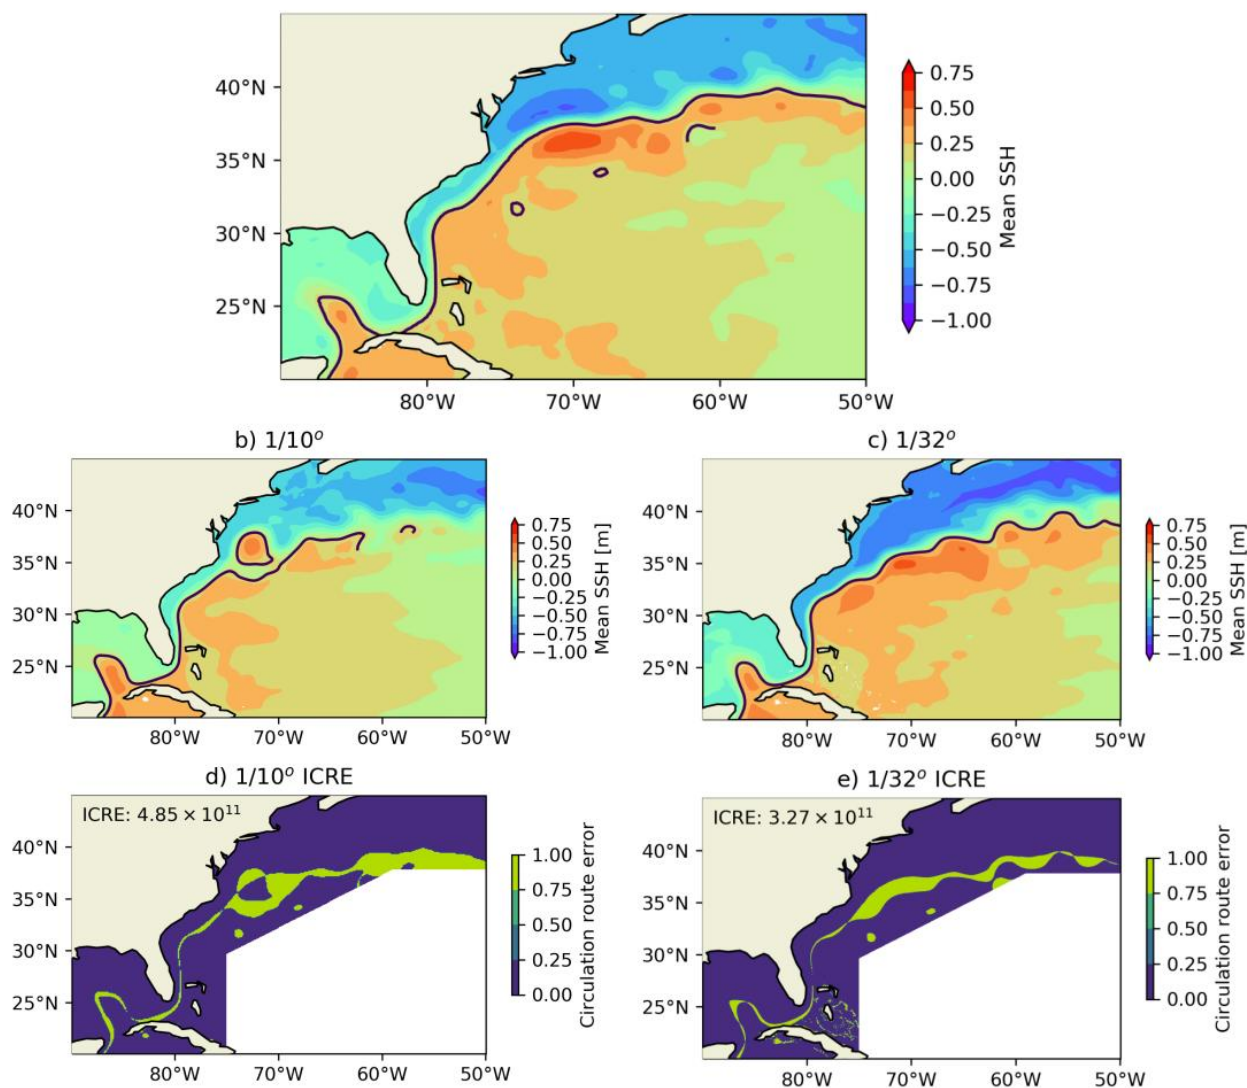 40°N
35°N
30°N
25°N
80°W 70°W 60°W 50°W
0.75
0.50
0.25
0.00
−0.25
−0.50
−0.75
−1.00
Mean SSH
b) 1/10°
40°N
35°N
30°N
25°N
80°W 70°W 60°W 50°W
0.75
0.50
0.25
0.00
−0.25
−0.50
−0.75
−1.00
Mean SSH [m]
c) 1/32°
40°N
35°N
30°N
25°N
80°W 70°W 60°W 50°W
0.75
0.50
0.25
0.00
−0.25
−0.50
−0.75
−1.00
Mean SSH [m]
d) 1/10° ICRE
ICRE: 4.85 × 10¹¹
40°N
35°N
30°N
25°N
80°W 70°W 60°W 50°W
1.00
0.75
0.50
0.25
0.00
Circulation route error
e) 1/32° ICRE
ICRE: 3.27 × 10¹¹
40°N
35°N
30°N
25°N
80°W 70°W 60°W 50°W
1.00
0.75
0.50
0.25
0.00
Circulation route error